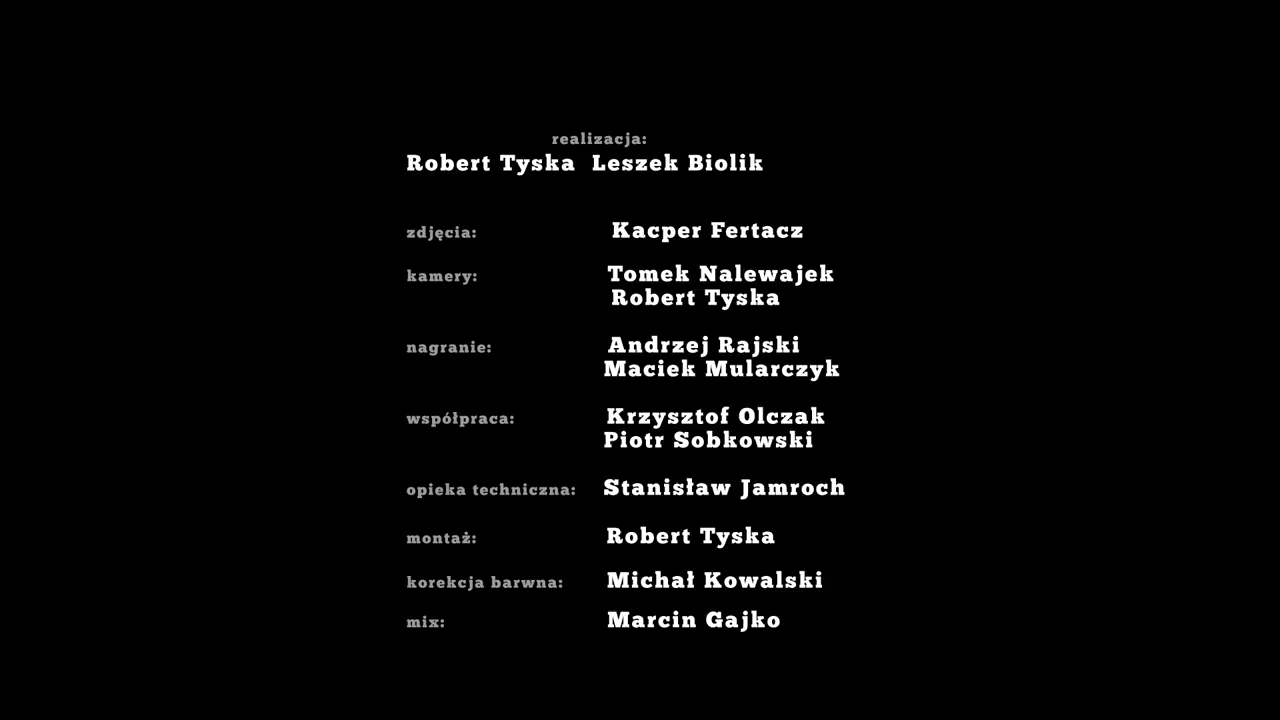 realizacja:
Robert Tyska Leszek Biolik
zdjęcia: Kacper Fertacz
kamery: Tomek Nalewajek
Robert Tyska
nagranie: Andrzej Rajski
Maciek Mularczyk
współpraca: Krzysztof Olczak
Piotr Sobkowski
opieka techniczna: Stanisław Jamroch
montaż: Robert Tyska
korekcja barwna: Michał Kowalski
mix: Marcin Gajko